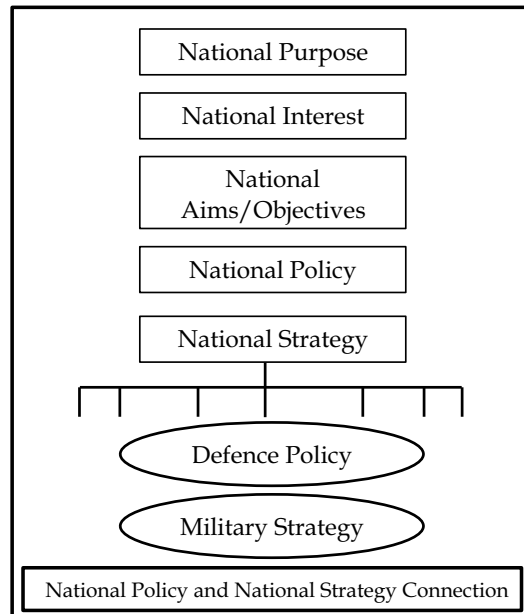 National Purpose
National Interest
National
Aims/Objectives
National Policy
National Strategy
Defence Policy
Military Strategy
National Policy and National Strategy Connection